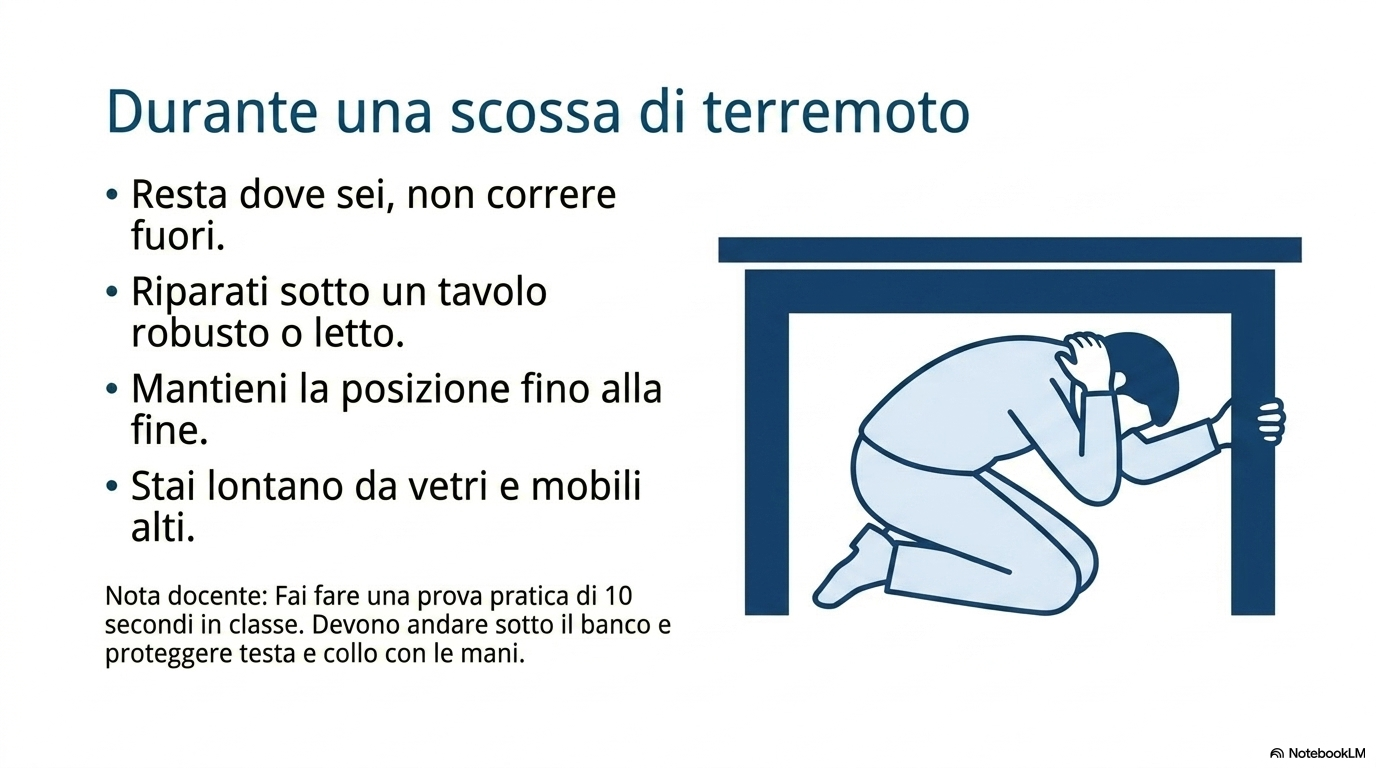 Durante una scossa di terremoto
• Resta dove sei, non correre
fuori.
• Riparati sotto un tavolo
robusto o letto.
• Mantieni la posizione fino alla
fine.
• Stai lontano da vetri e mobili
alti.
Nota docente: Fai fare una prova pratica di 10
secondi in classe. Devono andare sotto il banco e
proteggere testa e collo con le mani.
NotebookLM